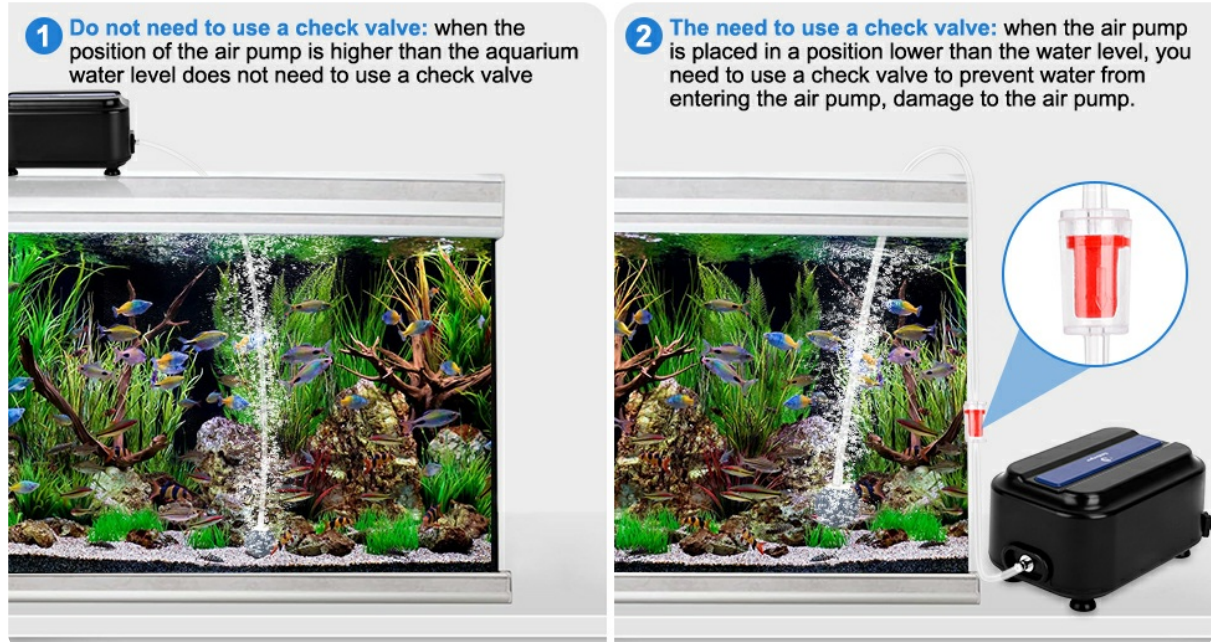 1 Do not need to use a check valve: when the
position of the air pump is higher than the aquarium
water level does not need to use a check valve
2 The need to use a check valve: when the air pump
is placed in a position lower than the water level, you
need to use a check valve to prevent water from
entering the air pump, damage to the air pump.